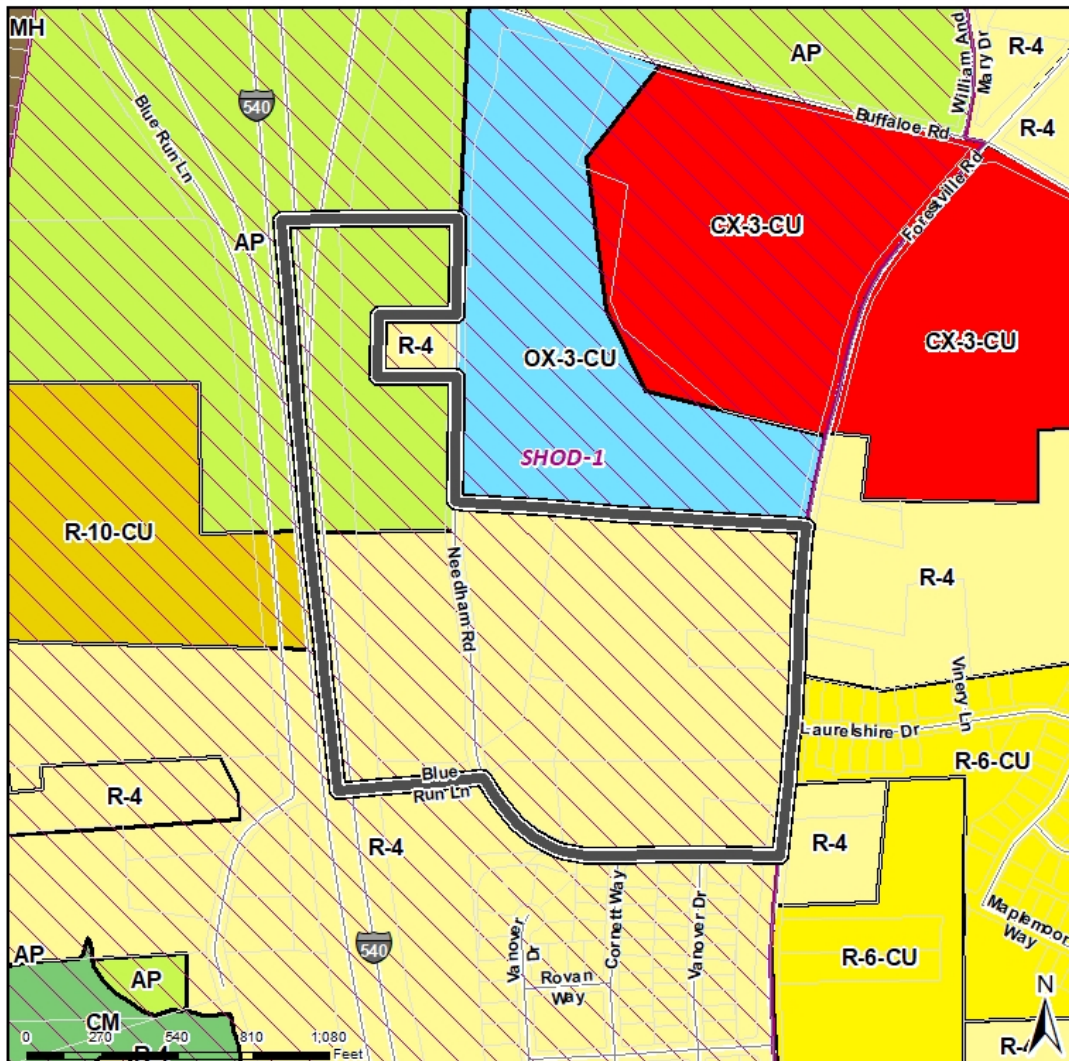 MH
AP
R-4
William And
Mary Dr
540
Blue Run Ln
Buffaloe Rd
R-4
Forestville Rd
CX-3-CU
AP
R-4
OX-3-CU
CX-3-CU
SHOD-1
R-10-CU
Needham Rd
R-4
Vinery Ln
Laurelshire Dr
R-6-CU
Blue
Run Ln
R-4
R-4
R-4
Cornett Way
Vanover
Dr
Vanover Dr
Maplemoor
Way
540
AP
AP
Rovan
Way
R-6-CU
N
CM
R-4
R-4
0 270 540 810 1,080
Feet